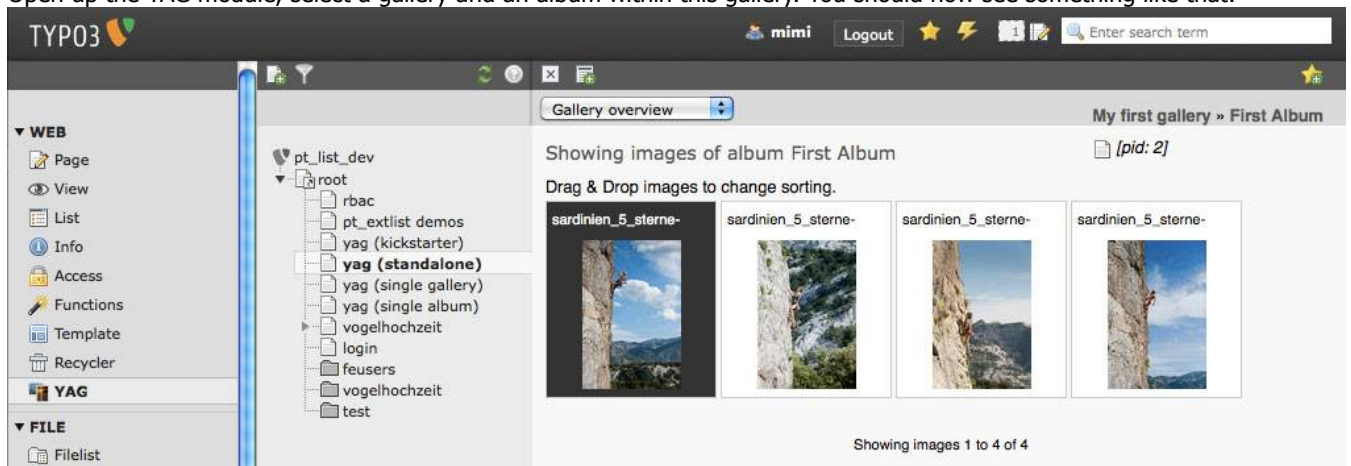 Open up the YAG module, select a gallery and an album within this gallery. You should now see something like that:
TYPO3
mimi
Logout
1
Enter search term
Gallery overview
My first gallery » First Album
[pid: 2]
WEB
Page
View
List
Info
Access
Functions
Template
Recycler
YAG
FILE
Filelist
pt_list_dev
root
rbac
pt_extlist demos
yag (kickstarter)
yag (standalone)
yag (single gallery)
yag (single album)
vogelhochzeit
login
feusers
vogelhochzeit
test
Showing images of album First Album
Drag & Drop images to change sorting.
sardinien_5_sterne-
sardinien_5_sterne-
sardinien_5_sterne-
sardinien_5_sterne-
Showing images 1 to 4 of 4